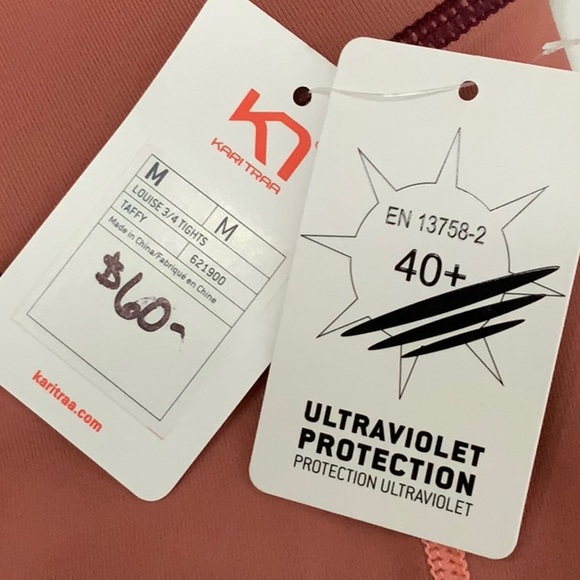 KARI TRAA
M
M
LOUISE 3/4 TIGHTS
TAFFY
621900
Made in China/Fabriqué en Chine
$60-
karitraa.com
EN 13758-2
40+
ULTRAVIOLET
PROTECTION
PROTECTION ULTRAVIOLET